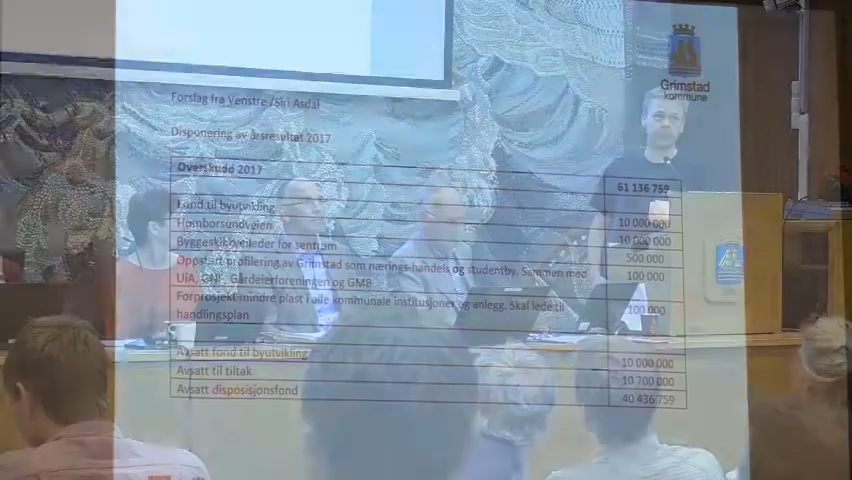 Grimstad
kommune
Forslag fra Venstre /Siri Asdal
Disponering av årsresultat 2017
Overskudd 2017 61 136 759
Fond til byutvikling 10 000 000
Homborsundveien 10 000 000
Byggeskikkveileder for sentrum 500 000
Oppstart profilering av Grimstad som nærings-handels og studentby. Sammen med 100 000
UiA, GNF, Gårdeierforeningen og GMB
Forprosjekt mindre plast i alle kommunale institusjoner og anlegg. Skal lede til 100 000
handlingsplan
Avsatt fond til byutvikling 10 000 000
Avsatt til tiltak 10 700 000
Avsatt disposisjonsfond 40 436 759